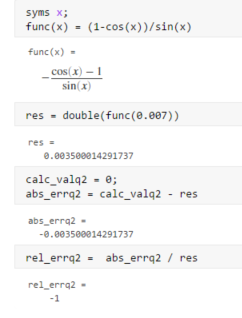 syms x;
func(x) = (1-cos(x))/sin(x)
func(x) =
- cos(x) − 1
sin(x)
res = double(func(0.007))
res =
0.003500014291737
calc_valq2 = 0;
abs_errq2 = calc_valq2 - res
abs_errq2 =
-0.003500014291737
rel_errq2 =  abs_errq2 / res
rel_errq2 =
-1